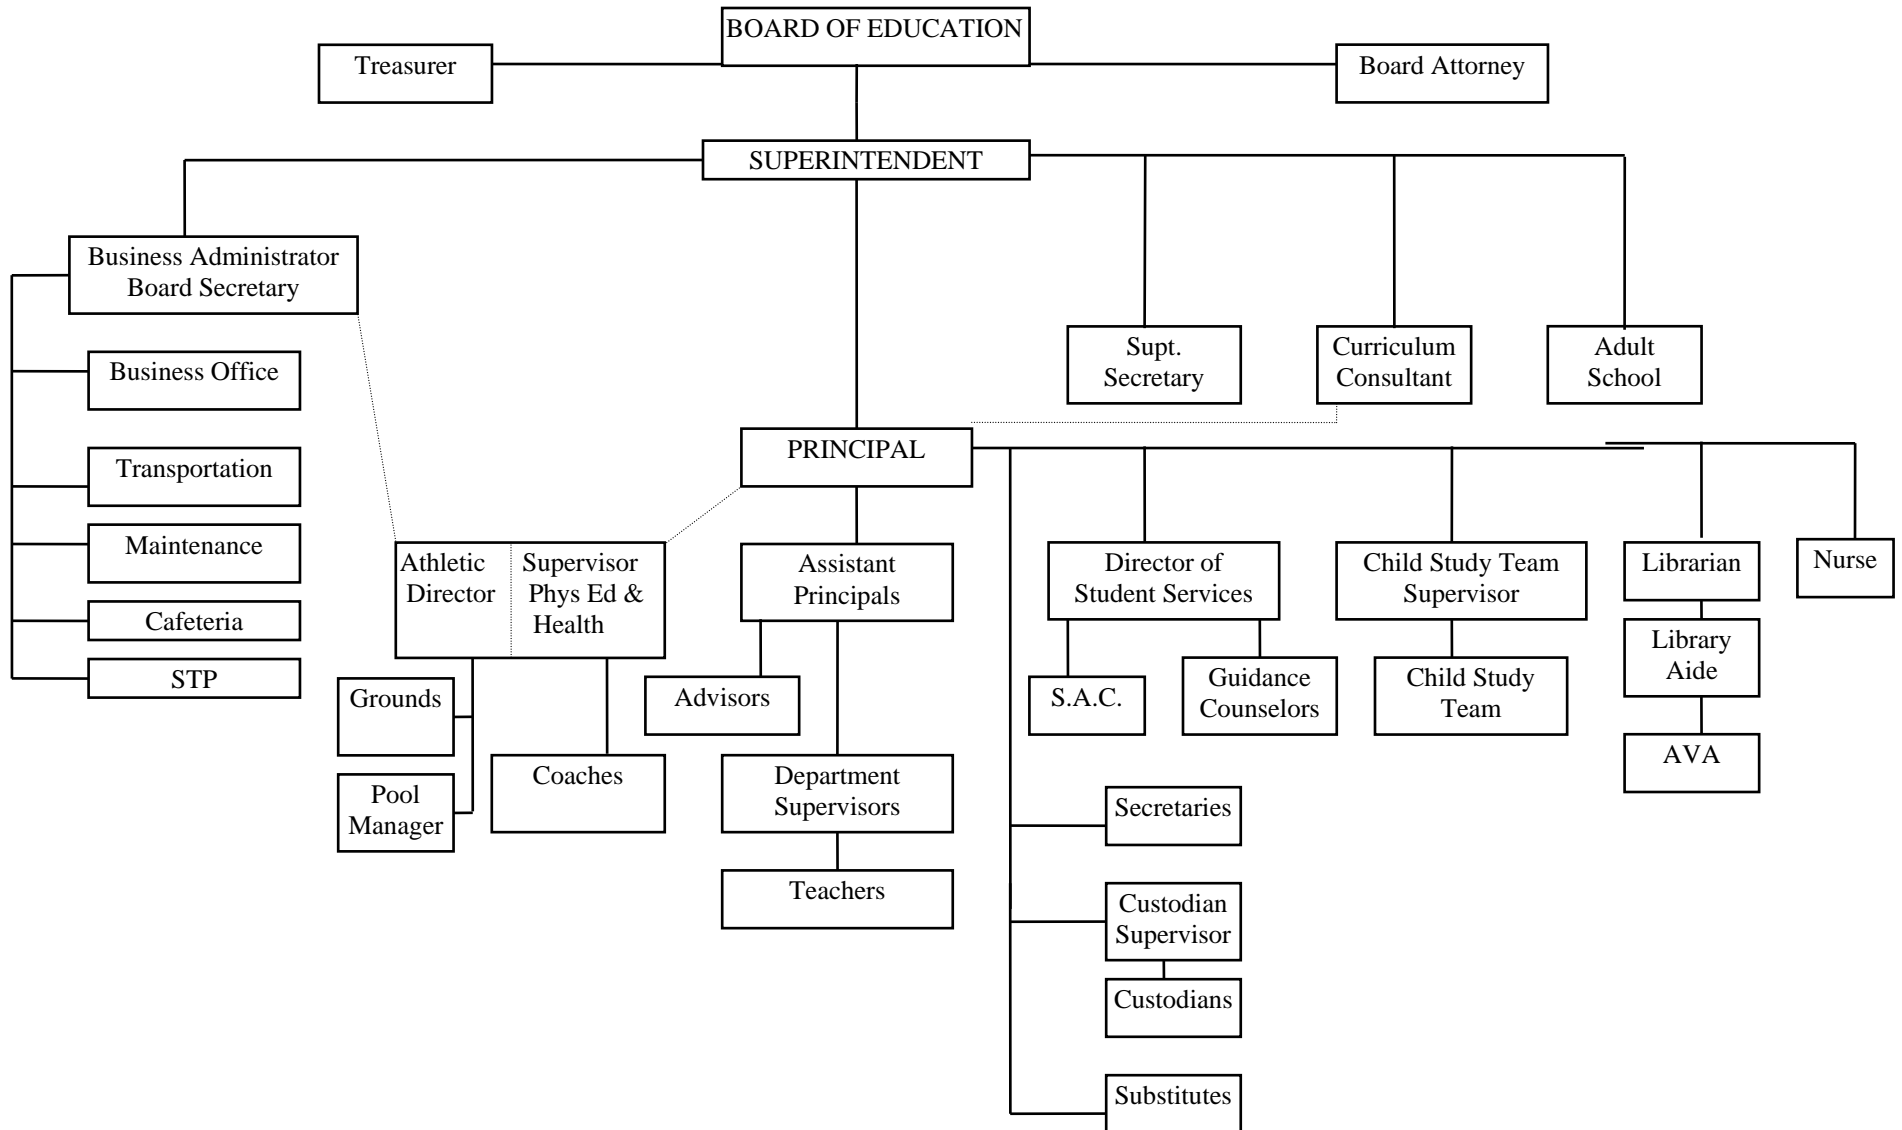 BOARD OF EDUCATION
Treasurer
Board Attorney
SUPERINTENDENT
Business Administrator
Board Secretary
Supt.
Secretary
Curriculum
Consultant
Adult
School
Business Office
Transportation
Maintenance
Cafeteria
STP
PRINCIPAL
Athletic
Director
Supervisor
Phys Ed &
Health
Assistant
Principals
Director of
Student Services
Child Study Team
Supervisor
Librarian
Nurse
Library
Aide
Grounds
Advisors
S.A.C.
Guidance
Counselors
Child Study
Team
AVA
Pool
Manager
Coaches
Department
Supervisors
Teachers
Secretaries
Custodian
Supervisor
Custodians
Substitutes